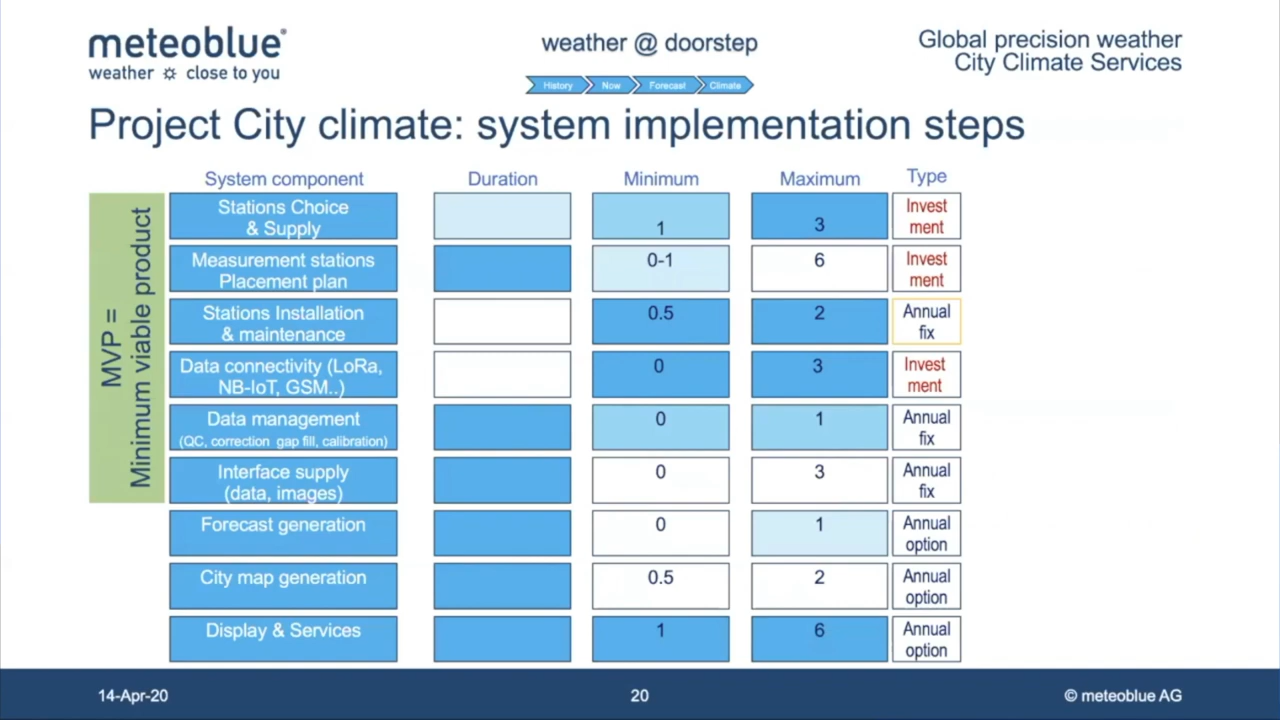 meteoblue®
weather ☼ close to you
weather @ doorstep
History Now Forecast Climate
Global precision weather
City Climate Services
Project City climate: system implementation steps
System component Duration Minimum Maximum Type
MVP =
Minimum viable product
Stations Choice
& Supply
1
3
Invest
ment
Measurement stations
Placement plan
0-1
6
Invest
ment
Stations Installation
& maintenance
0.5
2
Annual
fix
Data connectivity (LoRa,
NB-IoT, GSM..)
0
3
Invest
ment
Data management
(QC, correction gap fill, calibration)
0
1
Annual
fix
Interface supply
(data, images)
0
3
Annual
fix
Forecast generation
0
1
Annual
option
City map generation
0.5
2
Annual
option
Display & Services
1
6
Annual
option
14-Apr-20
20
© meteoblue AG